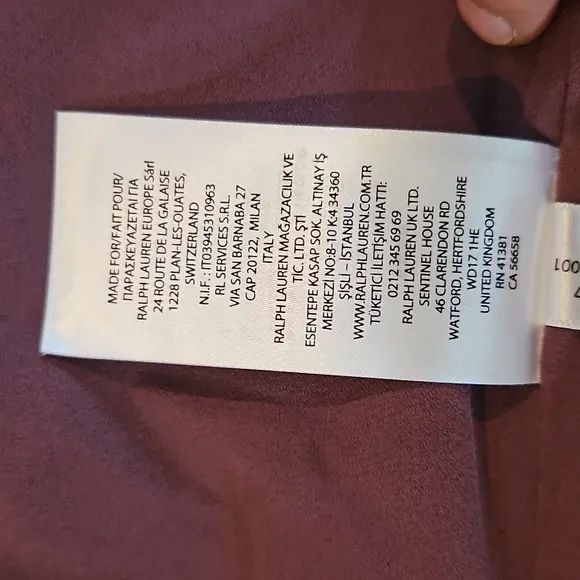 MADE FOR/FAIT POUR/
ΠΑΡΑΣΚΕΥΑΖΕΤΑΙ ΓΙΑ
RALPH LAUREN EUROPE Sárl
24 ROUTE DE LA GALAISE
1228 PLAN-LES-OUATES,
SWITZERLAND
N.I.F. : IT03945310963
RL SERVICES S.R.L.
VIA SAN BARNABA 27
CAP 20122, MILAN
ITALY
RALPH LAUREN MAĞAZACILIK VE
TİC. LTD. ŞTİ
ESENTEPE KASAP SOK. ALTINAY İŞ
MERKEZİ NO:8-10 K:4 34360
ŞİŞLİ – İSTANBUL
WWW.RALPHLAUREN.COM.TR
TÜKETİCİ İLETİŞİM HATTI:
0212 345 69 69
RALPH LAUREN UK LTD.
SENTINEL HOUSE
46 CLARENDON RD
WATFORD, HERTFORDSHIRE
WD17 1HE
UNITED KINGDOM
RN 41381
CA 56658
001